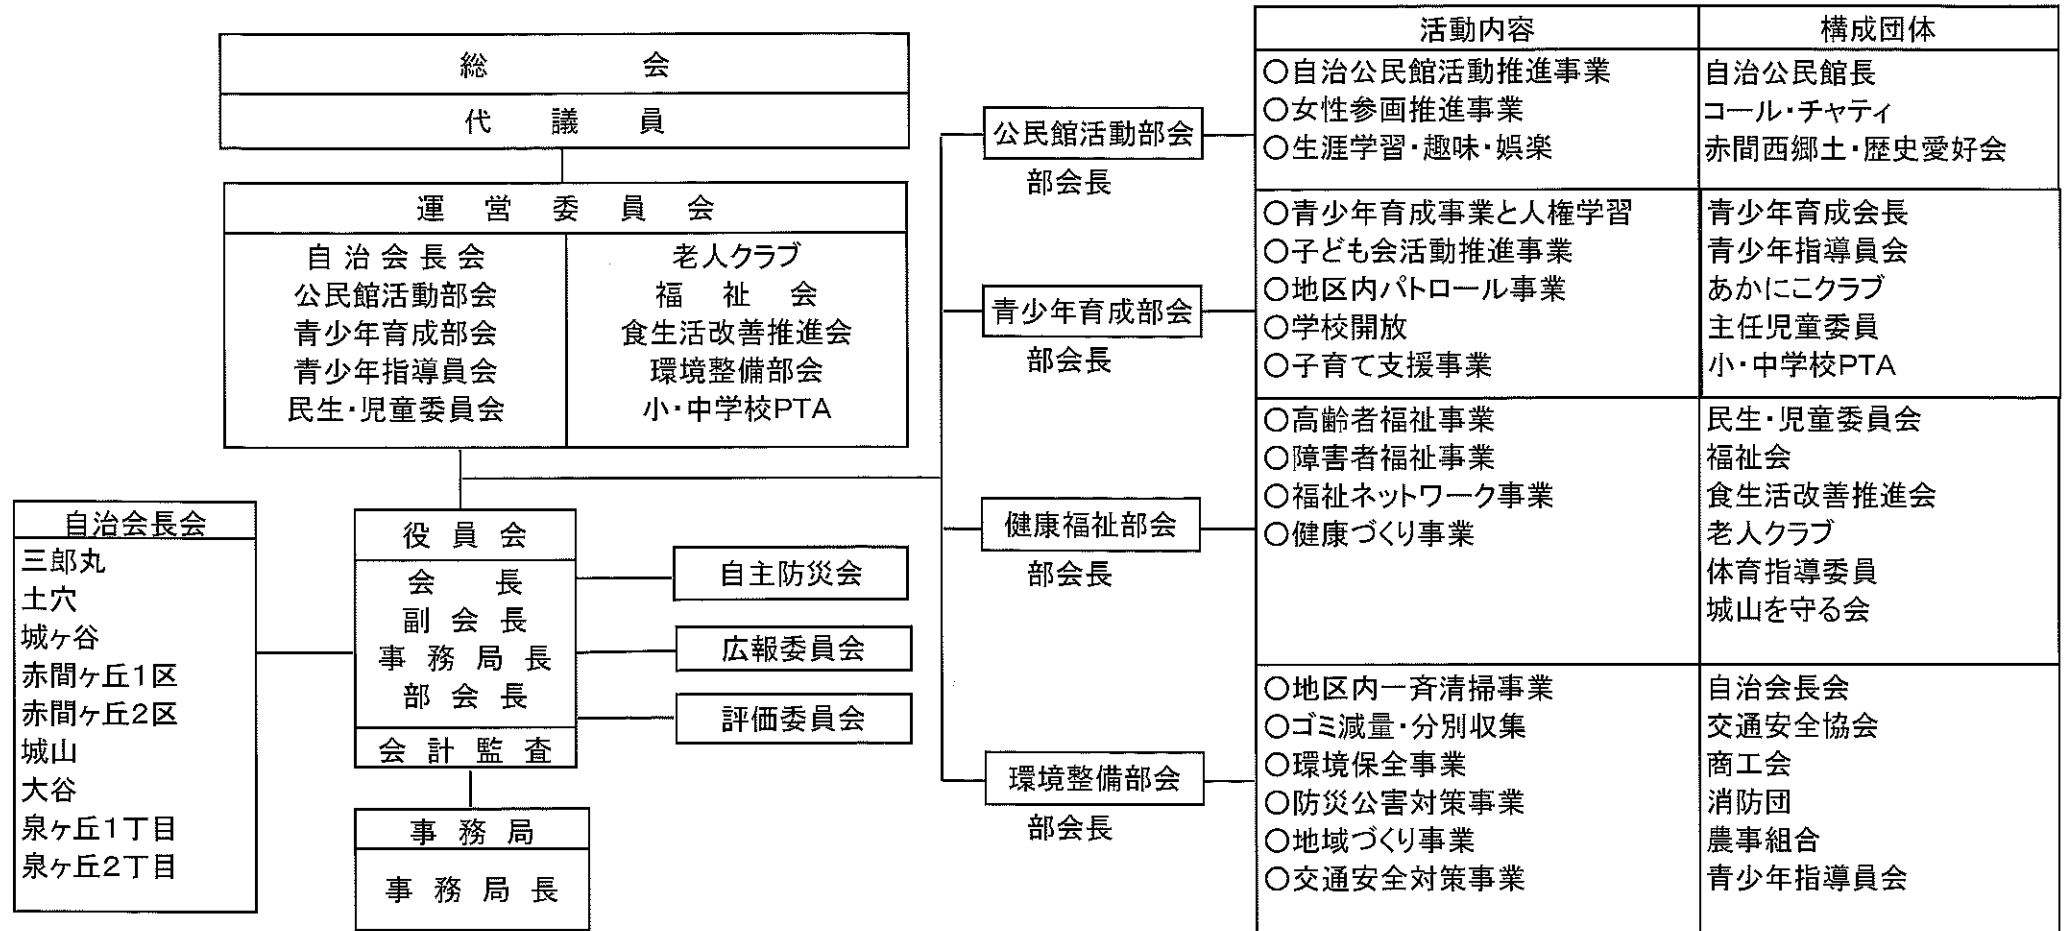 総会
代議員
運営委員会
自治会長会
公民館活動部会
青少年育成部会
青少年指導員会
民生・児童委員会
老人クラブ
福祉会
食生活改善推進会
環境整備部会
小・中学校PTA
自治会長会
三郎丸
土穴
城ヶ谷
赤間ヶ丘1区
赤間ヶ丘2区
城山
大谷
泉ヶ丘1丁目
泉ヶ丘2丁目
役員会
会長
副会長
事務局長
部会長
会計監査
事務局
事務局長
自主防災会
広報委員会
評価委員会
公民館活動部会
部会長
青少年育成部会
部会長
健康福祉部会
部会長
環境整備部会
部会長
活動内容 構成団体
○自治公民館活動推進事業
○女性参画推進事業
○生涯学習・趣味・娯楽
自治公民館長
コール・チャティ
赤間西郷土・歴史愛好会
○青少年育成事業と人権学習
○子ども会活動推進事業
○地区内パトロール事業
○学校開放
○子育て支援事業
青少年育成会長
青少年指導員会
あかにこクラブ
主任児童委員
小・中学校PTA
○高齢者福祉事業
○障害者福祉事業
○福祉ネットワーク事業
○健康づくり事業
民生・児童委員会
福祉会
食生活改善推進会
老人クラブ
体育指導委員
城山を守る会
○地区内一斉清掃事業
○ゴミ減量・分別収集
○環境保全事業
○防災公害対策事業
○地域づくり事業
○交通安全対策事業
自治会長会
交通安全協会
商工会
消防団
農事組合
青少年指導員会